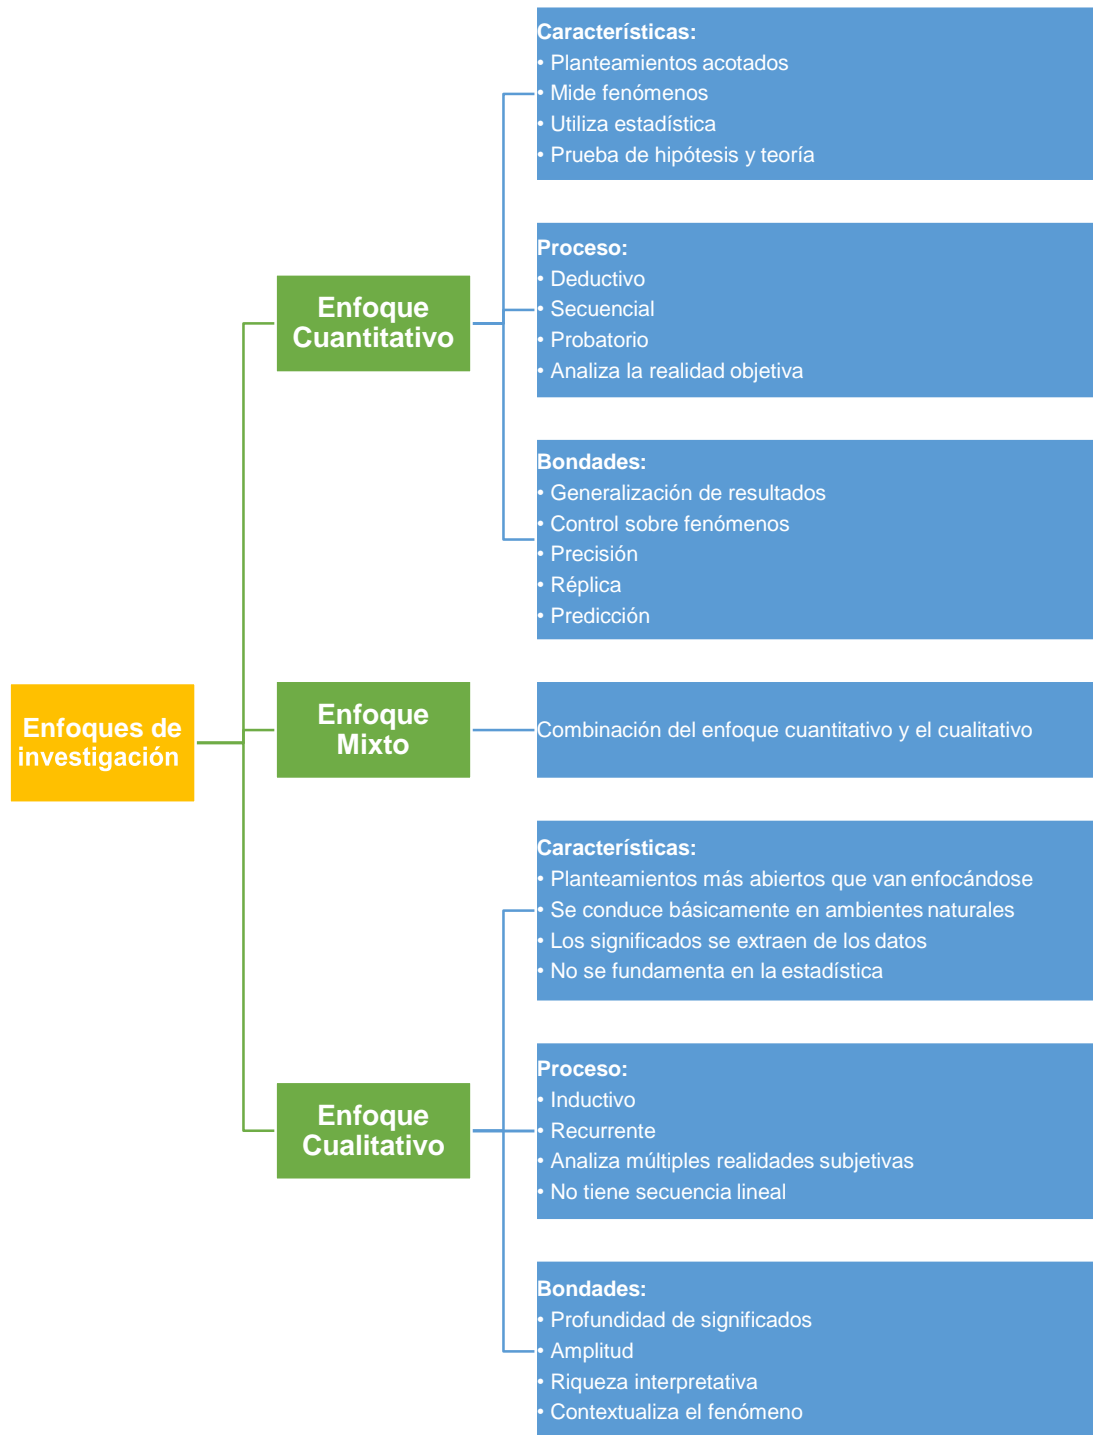 Enfoques de
investigación
Enfoque
Cuantitativo
Características:
• Planteamientos acotados
• Mide fenómenos
• Utiliza estadística
• Prueba de hipótesis y teoría
Proceso:
• Deductivo
• Secuencial
• Probatorio
• Analiza la realidad objetiva
Bondades:
• Generalización de resultados
• Control sobre fenómenos
• Precisión
• Réplica
• Predicción
Enfoque
Mixto
Combinación del enfoque cuantitativo y el cualitativo
Enfoque
Cualitativo
Características:
• Planteamientos más abiertos que van enfocándose
• Se conduce básicamente en ambientes naturales
• Los significados se extraen de los datos
• No se fundamenta en la estadística
Proceso:
• Inductivo
• Recurrente
• Analiza múltiples realidades subjetivas
• No tiene secuencia lineal
Bondades:
• Profundidad de significados
• Amplitud
• Riqueza interpretativa
• Contextualiza el fenómeno